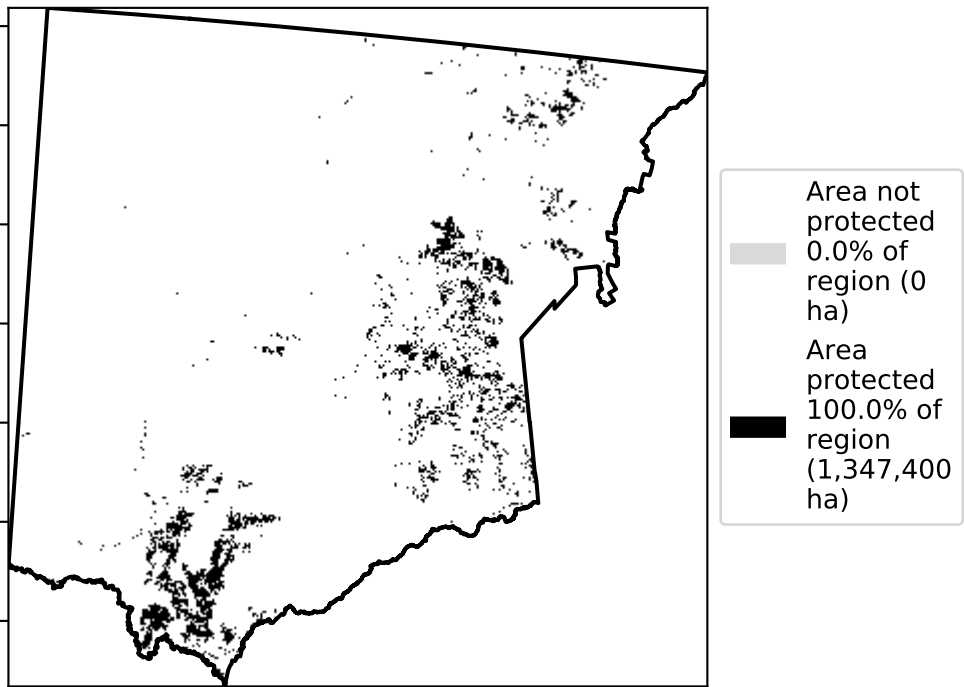 Area not
protected
0.0% of
region (0
ha)
Area
protected
100.0% of
region
(1,347,400
ha)